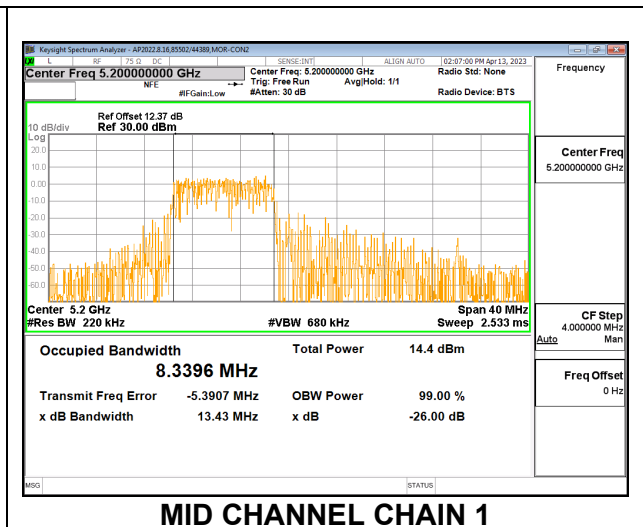 Keysight Spectrum Analyzer - AP2022.8.16,85502/44389,MOR-CON2
L RF 75 Ω DC SENSE:INT ALIGN AUTO 02:07:00 PM Apr 13, 2023
Center Freq 5.200000000 GHz
Center Freq: 5.200000000 GHz
Radio Std: None
NFE
Trig: Free Run Avg|Hold: 1/1
#IFGain:Low
#Atten: 30 dB
Radio Device: BTS
Frequency
Ref Offset 12.37 dB
10 dB/div Ref 30.00 dBm
Log
20.0
10.0
0.00
-10.0
-20.0
-30.0
-40.0
-50.0
-60.0
Center Freq
5.200000000 GHz
Center 5.2 GHz Span 40 MHz
#Res BW 220 kHz #VBW 680 kHz Sweep 2.533 ms
CF Step
4.000000 MHz
Auto Man
Occupied Bandwidth Total Power 14.4 dBm
8.3396 MHz
Freq Offset
0 Hz
Transmit Freq Error -5.3907 MHz OBW Power 99.00 %
x dB Bandwidth 13.43 MHz x dB -26.00 dB
MSG STATUS
MID CHANNEL CHAIN 1